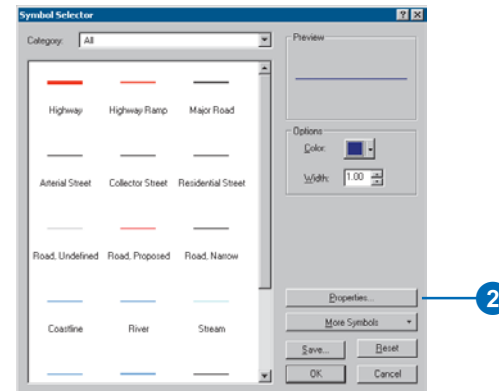 Symbol Selector
Category: All
Preview
Highway Highway Ramp Major Road
Options
Color:
Width: 1.00
Arterial Street Collector Street Residential Street
Road, Undefined Road, Proposed Road, Narrow
Properties...
2
More Symbols
Coastline River Stream
Save... Reset
OK Cancel